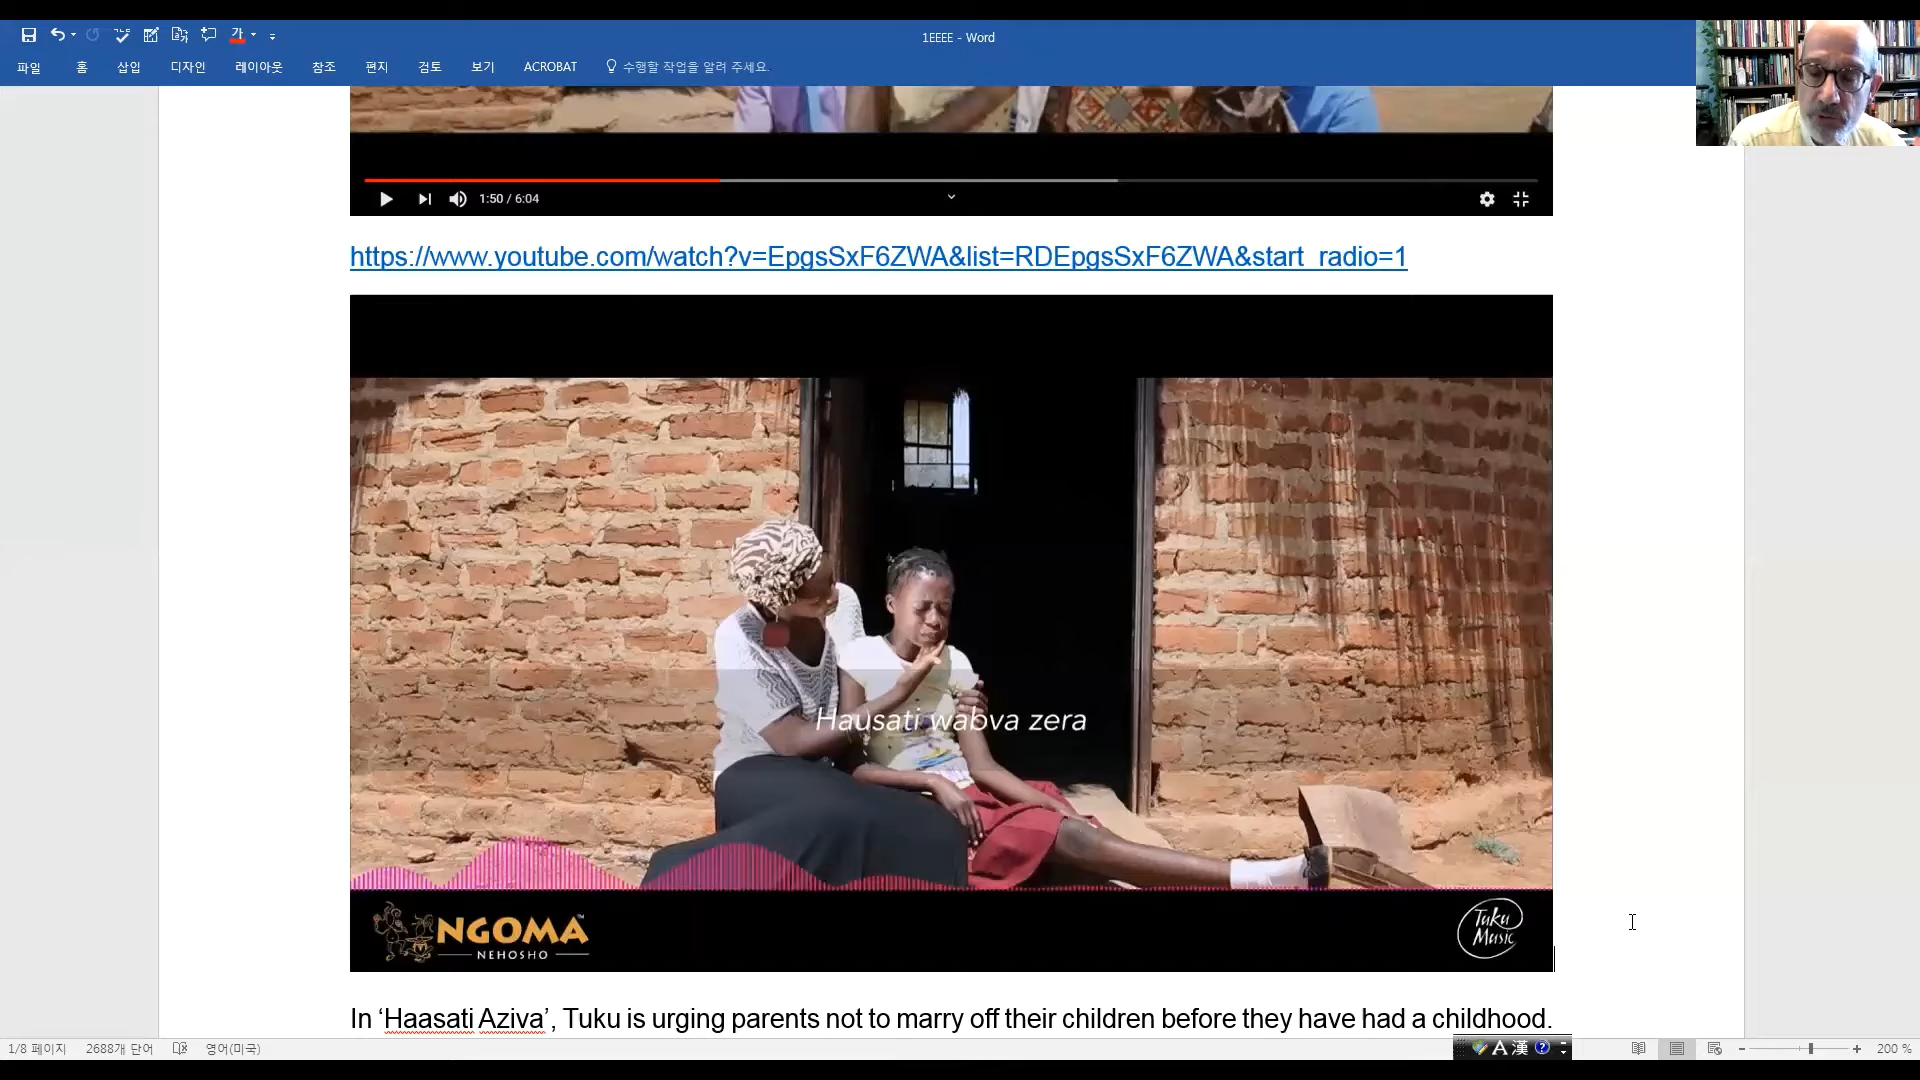 1EEEE - Word
파일 홈 삽입 디자인 레이아웃 참조 편지 검토 보기 ACROBAT 수행할 작업을 알려 주세요.
1:50 / 6:04
https://www.youtube.com/watch?v=EpgsSxF6ZWA&list=RDEpgsSxF6ZWA&start_radio=1
Hausati wabva zera
NGOMA
NEHOSHO
Tuku
Music
In ‘Haasati Aziva’, Tuku is urging parents not to marry off their children before they have had a childhood.
1/8 페이지 2688개 단어 영어(미국) A 漢 200 %